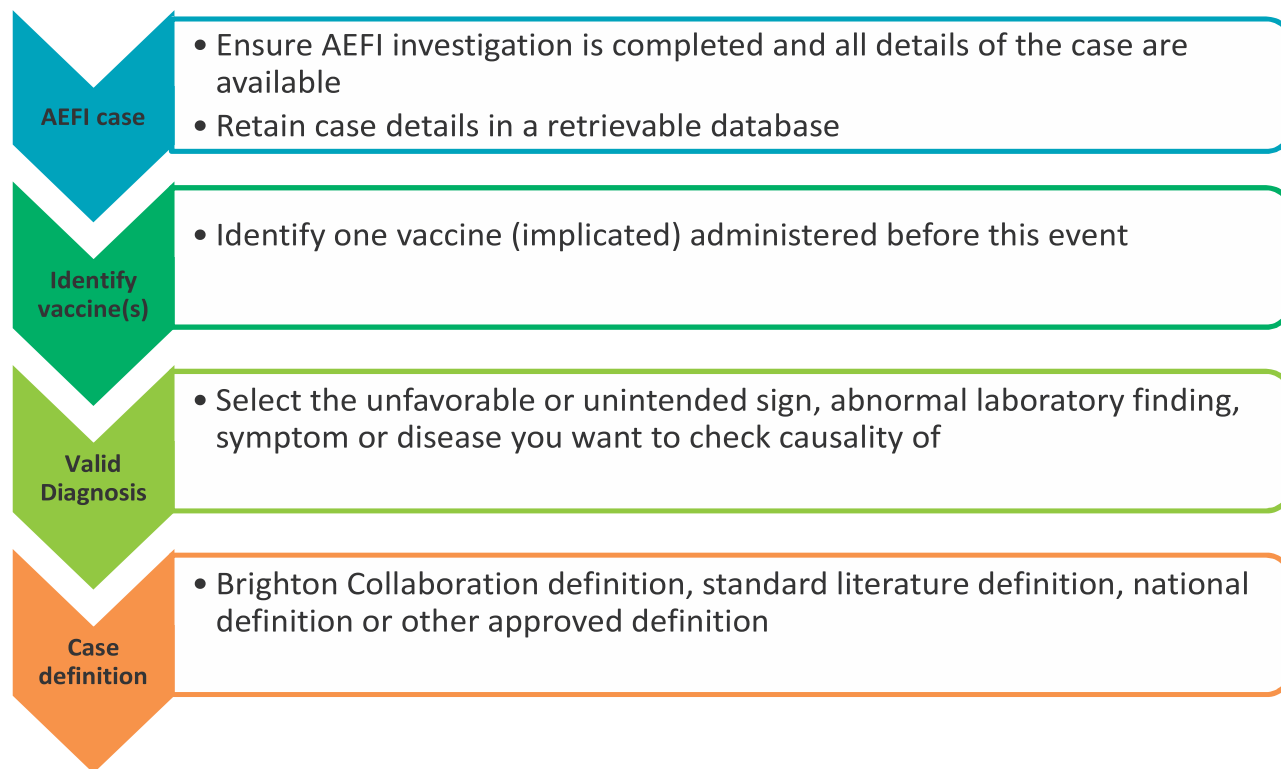 AEFI case
• Ensure AEFI investigation is completed and all details of the case are
available
• Retain case details in a retrievable database
Identify
vaccine(s)
• Identify one vaccine (implicated) administered before this event
Valid
Diagnosis
• Select the unfavorable or unintended sign, abnormal laboratory finding,
symptom or disease you want to check causality of
Case
definition
• Brighton Collaboration definition, standard literature definition, national
definition or other approved definition